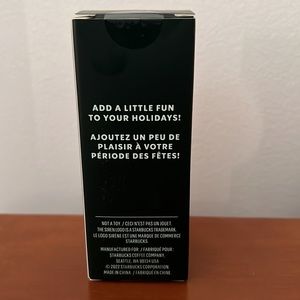 ADD A LITTLE FUN
TO YOUR HOLIDAYS!
AJOUTEZ UN PEU DE
PLAISIR À VOTRE
PÉRIODE DES FÊTES!
NOT A TOY. / CECI N'EST PAS UN JOUET.
THE SIREN LOGO IS A STARBUCKS TRADEMARK.
LE LOGO SIRÈNE EST UNE MARQUE DE COMMERCE
STARBUCKS.
MANUFACTURED FOR / FABRIQUÉ POUR:
STARBUCKS COFFEE COMPANY,
SEATTLE, WA 98134 USA
© 2022 STARBUCKS CORPORATION.
MADE IN CHINA / FABRIQUÉ EN CHINE.